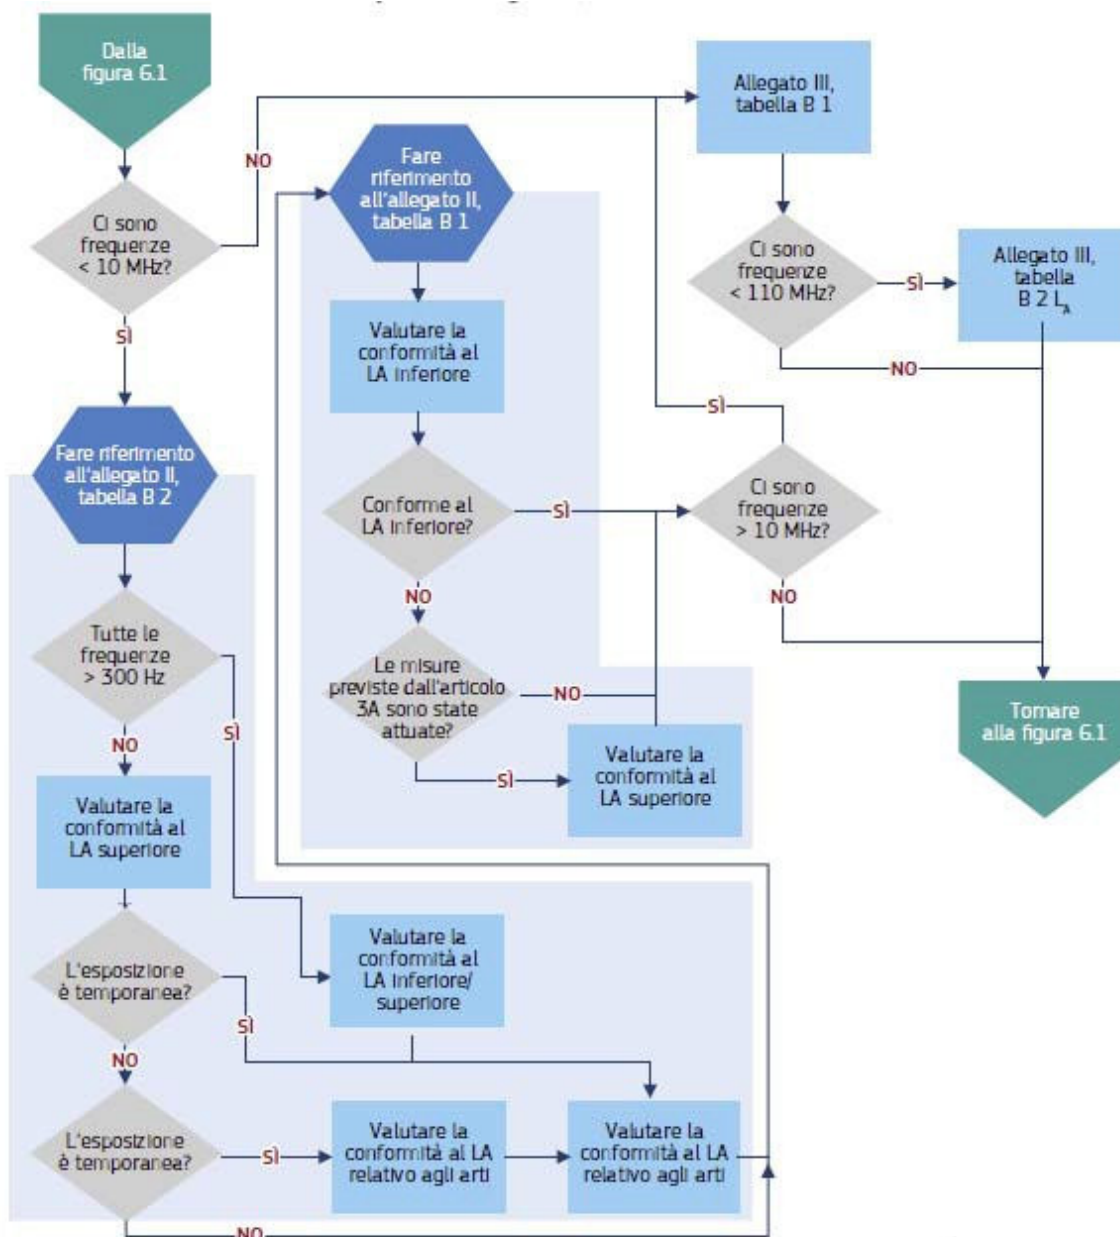 Dalla
figura 6.1
Ci sono
frequenze
< 10 MHz?
NO
SÌ
Fare riferimento
all'allegato II,
tabella B 2
Tutte le
frequenze
> 300 Hz
SÌ
NO
Valutare la
conformità al
LA superiore
L'esposizione
è temporanea?
SÌ
NO
L'esposizione
è temporanea?
SÌ
NO
Valutare la
conformità al
LA inferiore/
superiore
Valutare la
conformità al LA
relativo agli arti
Valutare la
conformità al LA
relativo agli arti
Fare
riferimento
all'allegato II,
tabella B 1
Valutare la
conformità al
LA inferiore
Conforme al
LA inferiore?
SÌ
NO
Le misure
previste dall'articolo
3A sono state
attuate?
NO
SÌ
Valutare la
conformità al
LA superiore
Allegato III,
tabella B 1
Ci sono
frequenze
< 110 MHz?
SÌ
NO
Allegato III,
tabella
B 2 L
A
SÌ
Ci sono
frequenze
> 10 MHz?
NO
Tornare
alla figura 6.1